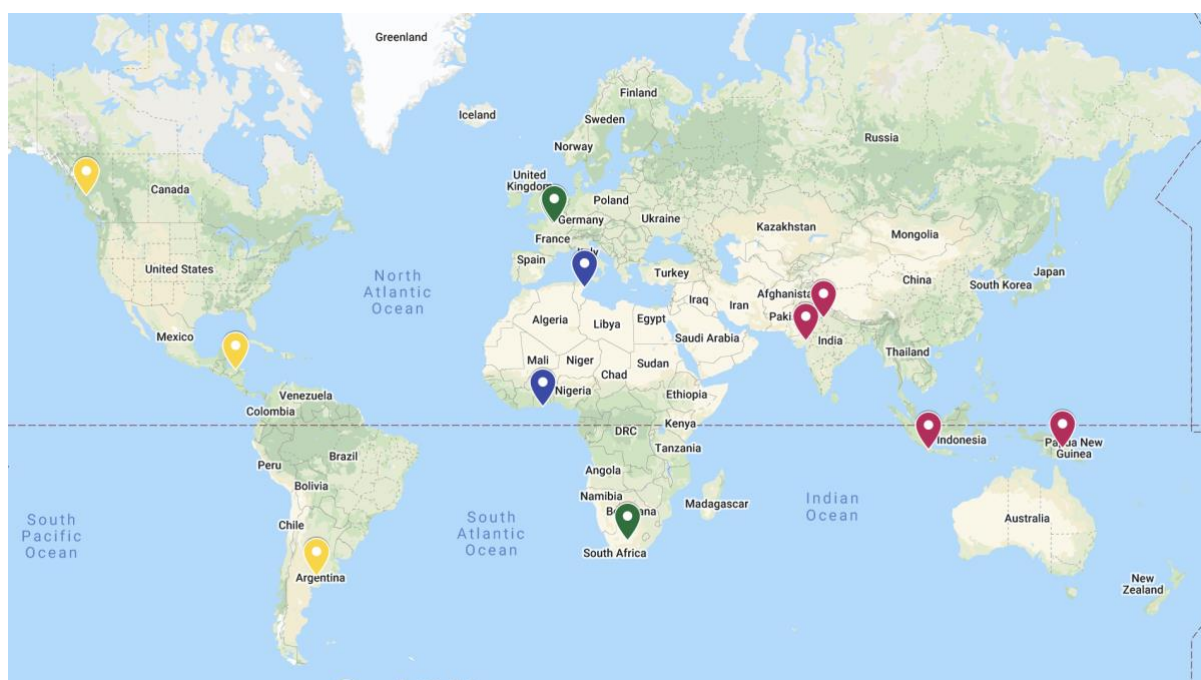 Greenland
Iceland
Finland
Sweden
Norway
Russia
United
Kingdom
Canada
Poland
Germany
Ukraine
Kazakhstan
Mongolia
France
Italy
Spain
Turkey
United States
North
Atlantic
Ocean
Japan
South Korea
China
Iraq
Iran
Algeria
Libya
Egypt
Saudi Arabia
India
Mexico
Mali
Niger
Chad
Sudan
Thailand
Nigeria
Ethiopia
Venezuela
Colombia
DRC
Kenya
Indonesia
Papua New
Guinea
Tanzania
Brazil
Peru
Bolivia
Angola
Namibia
Madagascar
Indian
Ocean
South
Pacific
Ocean
South
Atlantic
Ocean
Chile
Australia
South Africa
Argentina
New
Zealand